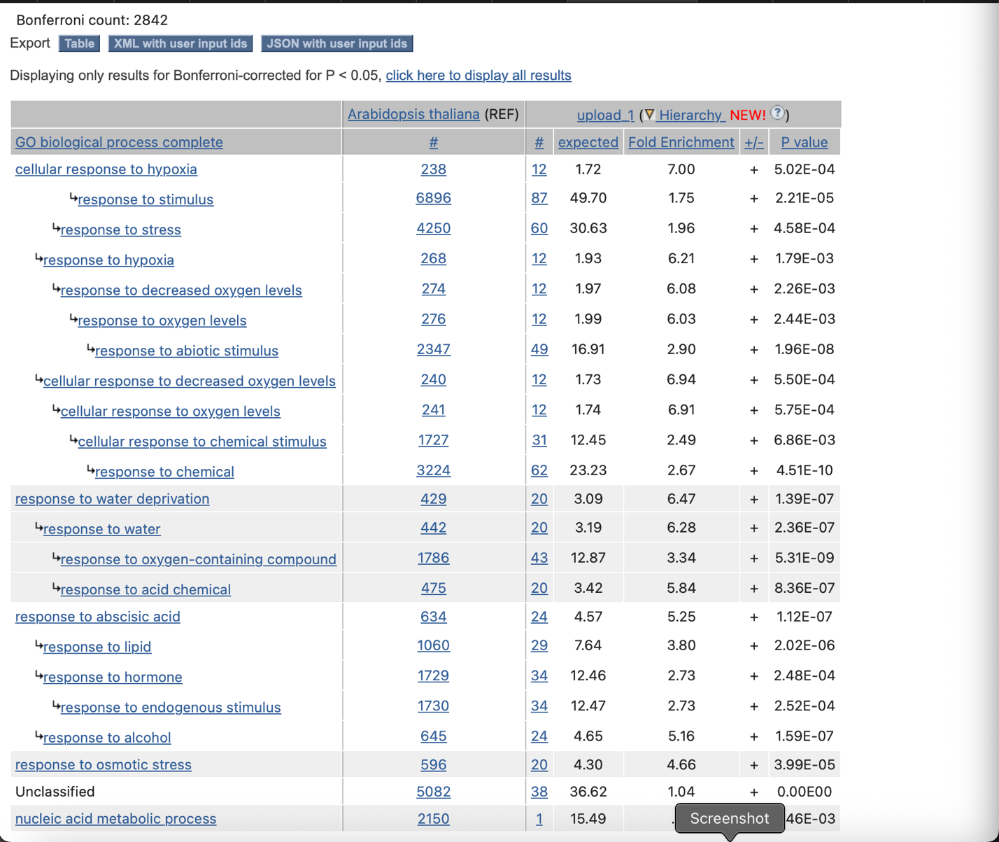 Bonferroni count: 2842
Export Table XML with user input ids JSON with user input ids
Displaying only results for Bonferroni-corrected for P < 0.05, click here to display all results
Arabidopsis thaliana (REF) upload_1 (Hierarchy NEW! ?)
GO biological process complete # # expected Fold Enrichment +/- P value
cellular response to hypoxia 238 12 1.72 7.00 + 5.02E-04
↳response to stimulus 6896 87 49.70 1.75 + 2.21E-05
↳response to stress 4250 60 30.63 1.96 + 4.58E-04
↳response to hypoxia 268 12 1.93 6.21 + 1.79E-03
↳response to decreased oxygen levels 274 12 1.97 6.08 + 2.26E-03
↳response to oxygen levels 276 12 1.99 6.03 + 2.44E-03
↳response to abiotic stimulus 2347 49 16.91 2.90 + 1.96E-08
↳cellular response to decreased oxygen levels 240 12 1.73 6.94 + 5.50E-04
↳cellular response to oxygen levels 241 12 1.74 6.91 + 5.75E-04
↳cellular response to chemical stimulus 1727 31 12.45 2.49 + 6.86E-03
↳response to chemical 3224 62 23.23 2.67 + 4.51E-10
response to water deprivation 429 20 3.09 6.47 + 1.39E-07
↳response to water 442 20 3.19 6.28 + 2.36E-07
↳response to oxygen-containing compound 1786 43 12.87 3.34 + 5.31E-09
↳response to acid chemical 475 20 3.42 5.84 + 8.36E-07
response to abscisic acid 634 24 4.57 5.25 + 1.12E-07
↳response to lipid 1060 29 7.64 3.80 + 2.02E-06
↳response to hormone 1729 34 12.46 2.73 + 2.48E-04
↳response to endogenous stimulus 1730 34 12.47 2.73 + 2.52E-04
↳response to alcohol 645 24 4.65 5.16 + 1.59E-07
response to osmotic stress 596 20 4.30 4.66 + 3.99E-05
Unclassified 5082 38 36.62 1.04 + 0.00E00
nucleic acid metabolic process 2150 1 15.49 . Screenshot 46E-03